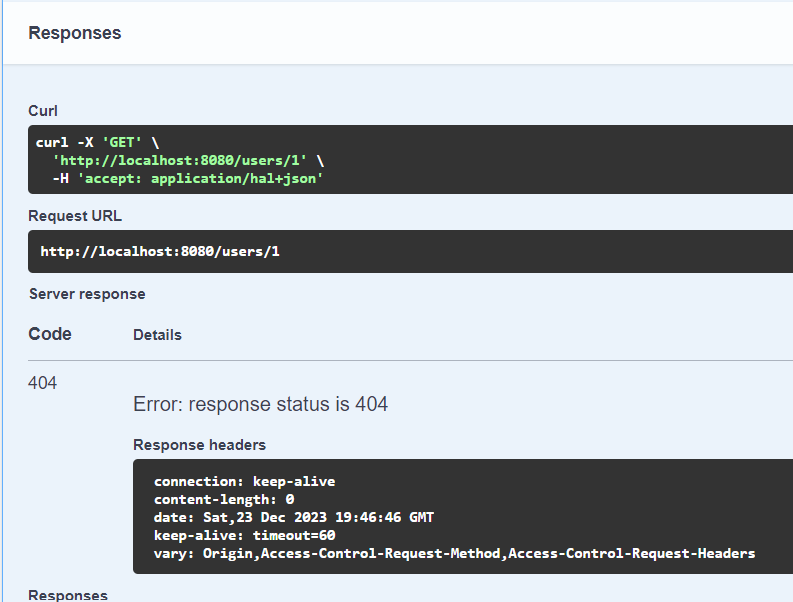 Responses
Curl
curl -X 'GET' \
'http://localhost:8080/users/1' \
-H 'accept: application/hal+json'
Request URL
http://localhost:8080/users/1
Server response
Code Details
404
Error: response status is 404
Response headers
connection: keep-alive
content-length: 0
date: Sat,23 Dec 2023 19:46:46 GMT
keep-alive: timeout=60
vary: Origin,Access-Control-Request-Method,Access-Control-Request-Headers
Responses